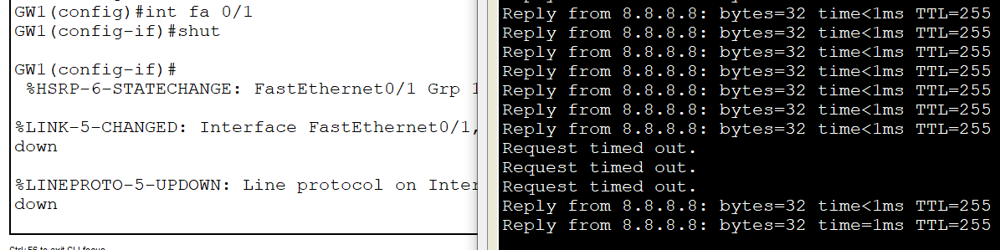 GW1(config)#int fa 0/1
GW1(config-if)#shut
GW1(config-if)#
%HSRP-6-STATECHANGE: FastEthernet0/1 Grp 1
%LINK-5-CHANGED: Interface FastEthernet0/1,
down
%LINEPROTO-5-UPDOWN: Line protocol on Inter
down
Reply from 8.8.8.8: bytes=32 time<1ms TTL=255
Reply from 8.8.8.8: bytes=32 time<1ms TTL=255
Reply from 8.8.8.8: bytes=32 time<1ms TTL=255
Reply from 8.8.8.8: bytes=32 time<1ms TTL=255
Reply from 8.8.8.8: bytes=32 time<1ms TTL=255
Reply from 8.8.8.8: bytes=32 time<1ms TTL=255
Reply from 8.8.8.8: bytes=32 time<1ms TTL=255
Request timed out.
Request timed out.
Request timed out.
Reply from 8.8.8.8: bytes=32 time<1ms TTL=255
Reply from 8.8.8.8: bytes=32 time=1ms TTL=255